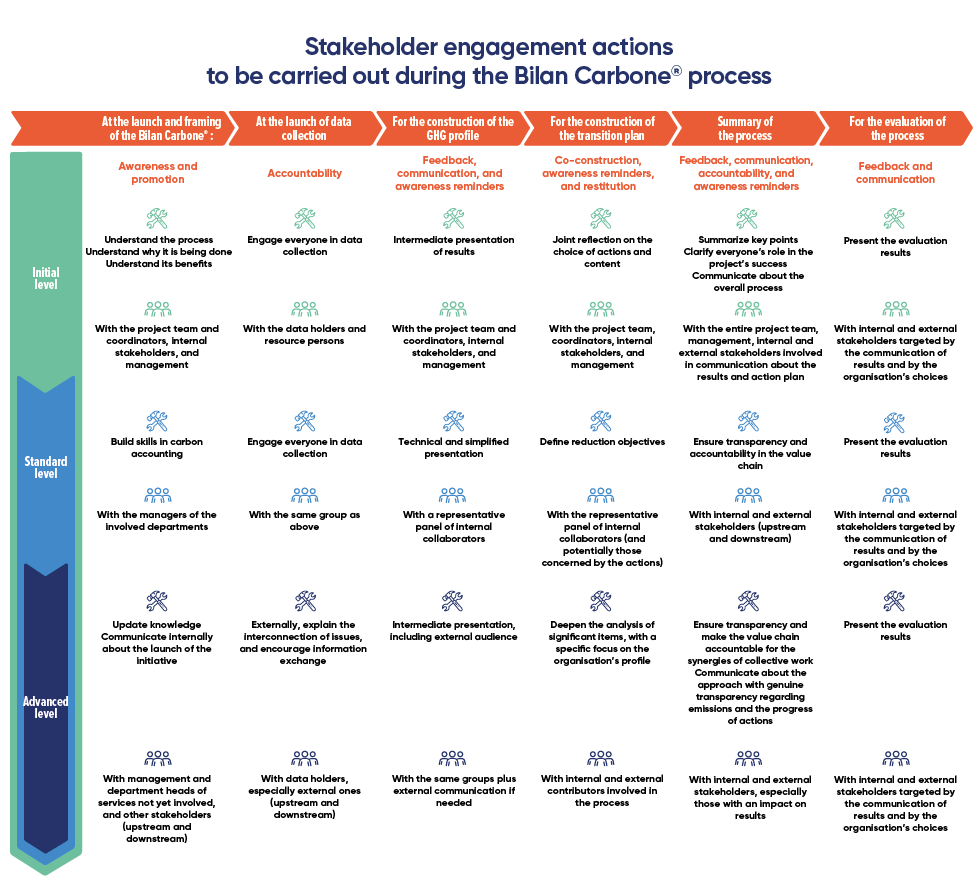 Stakeholder engagement actions
to be carried out during the Bilan Carbone® process
At the launch and framing
of the Bilan Carbone® :
At the launch of data
collection
For the construction of the
GHG profile
For the construction of
the transition plan
Summary of
the process
For the evaluation of
the process
Awareness and
promotion
Accountability
Feedback,
communication, and
awareness reminders
Co-construction,
awareness reminders,
and restitution
Feedback, communication,
accountability, and
awareness reminders
Feedback and
communication
Initial
level
Understand the process
Understand why it is being done
Understand its benefits
Engage everyone in data
collection
Intermediate presentation
of results
Joint reflection on the
choice of actions and
content
Summarize key points
Clarify everyone's role in the
project's success
Communicate about the
overall process
Present the evaluation
results
With the project team and
coordinators, internal
stakeholders, and
management
With the data holders and
resource persons
With the project team and
coordinators, internal
stakeholders, and
management
With the project team,
coordinators, internal
stakeholders, and
management
With the entire project team,
management, internal and
external stakeholders involved
in communication about the
results and action plan
With internal and external
stakeholders targeted by
the communication of
results and by the
organisation's choices
Standard
level
Build skills in carbon
accounting
Engage everyone in data
collection
Technical and simplified
presentation
Define reduction objectives
Ensure transparency and
accountability in the value
chain
Present the evaluation
results
With the managers of the
involved departments
With the same group as
above
With a representative
panel of internal
collaborators
With the representative
panel of internal
collaborators (and
potentially those
concerned by the actions)
With internal and external
stakeholders (upstream
and downstream)
With internal and external
stakeholders targeted by
the communication of
results and by the
organisation's choices
Advanced
level
Update knowledge
Communicate internally
about the launch of the
initiative
Externally, explain the
interconnection of issues,
and encourage information
exchange
Intermediate presentation,
including external audience
Deepen the analysis of
significant items, with a
specific focus on the
organisation's profile
Ensure transparency and
make the value chain
accountable for the
synergies of collective work
Communicate about the
approach with genuine
transparency regarding
emissions and the progress
of actions
Present the evaluation
results
With management and
department heads of
services not yet involved,
and other stakeholders
(upstream and
downstream)
With data holders,
especially external ones
(upstream and
downstream)
With the same groups plus
external communication if
needed
With internal and external
contributors involved in
the process
With internal and external
stakeholders, especially
those with an impact on
results
With internal and external
stakeholders targeted by
the communication of
results and by the
organisation's choices